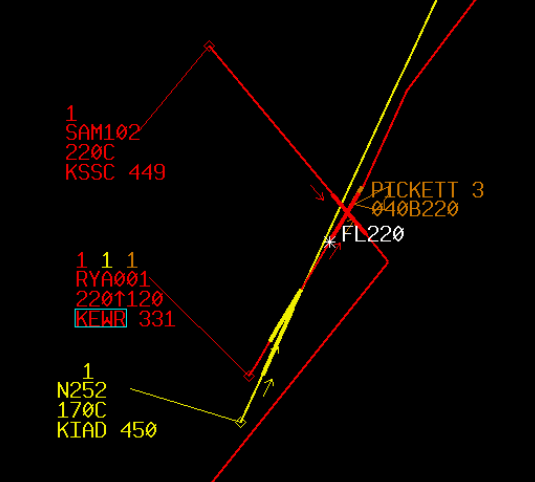 1
SAM102
220C
KSSC 449
PICKETT 3
040B220
FL220
1 1 1
RYA001
220↑120
KEWR 331
1
N252
170C
KIAD 450